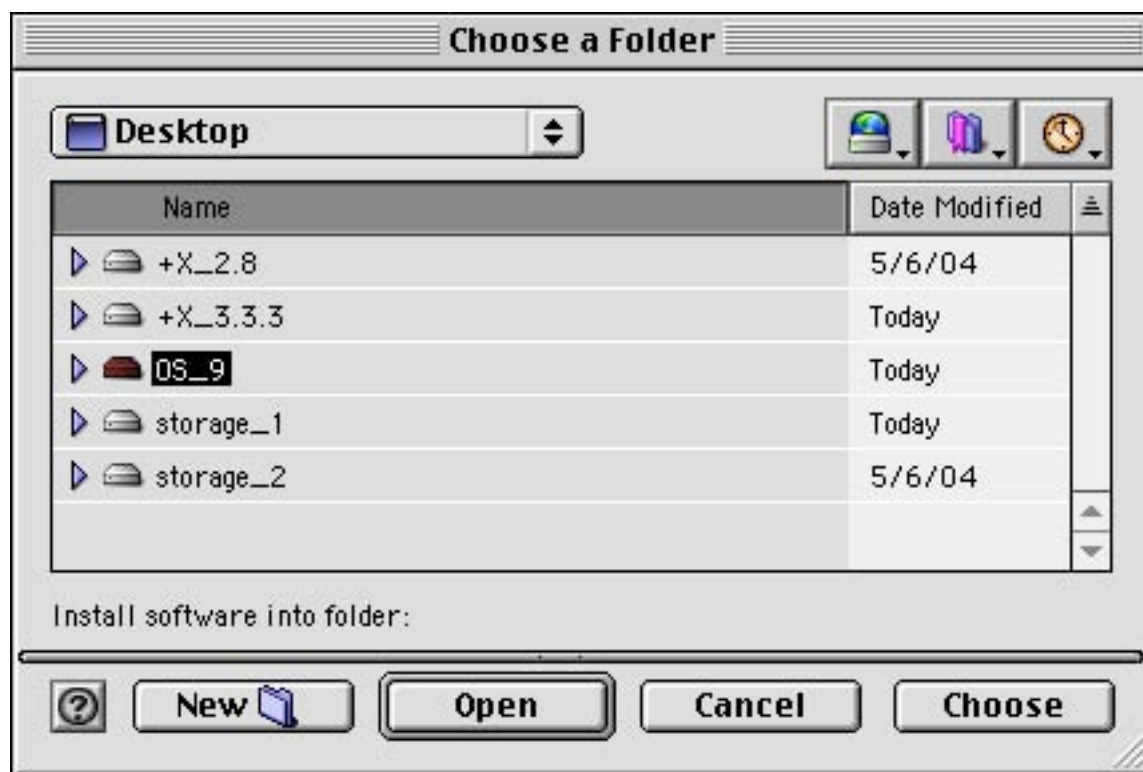 Choose a Folder
Desktop
Name Date Modified
+X_2.8 5/6/04
+X_3.3.3 Today
OS_9 Today
storage_1 Today
storage_2 5/6/04
Install software into folder:
? New Open Cancel Choose